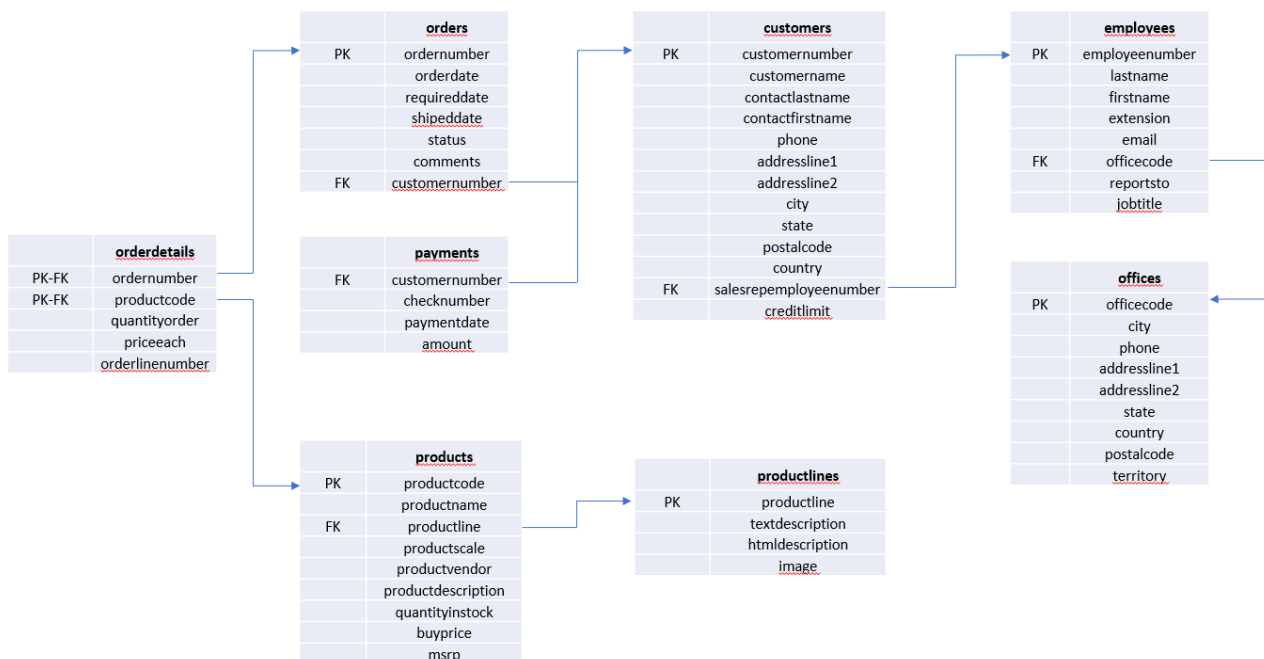 orders
PK ordernumber
orderdate
requireddate
shipeddate
status
comments
FK customernumber
payments
FK customernumber
checknumber
paymentdate
amount
orderdetails
PK-FK ordernumber
PK-FK productcode
quantityorder
priceeach
orderlinenumber
products
PK productcode
productname
FK productline
productscale
productvendor
productdescription
quantityinstock
buyprice
msrp
customers
PK customernumber
customername
contactlastname
contactfirstname
phone
addressline1
addressline2
city
state
postalcode
country
FK salesrepemployeenumber
creditlimit
productlines
PK productline
textdescription
htmldescription
image
employees
PK employeenumber
lastname
firstname
extension
email
FK officecode
reportsto
jobtitle
offices
PK officecode
city
phone
addressline1
addressline2
state
country
postalcode
territory